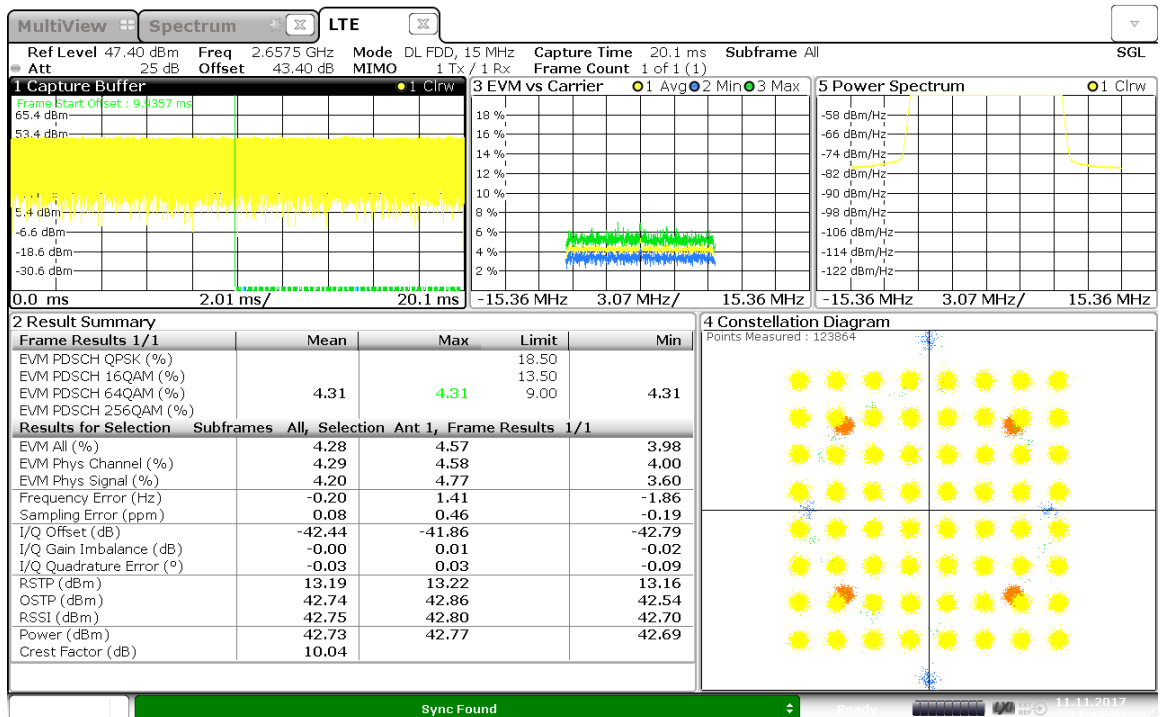 MultiView Spectrum LTE
Ref Level 47.40 dBm Freq 2.6575 GHz Mode DL FDD, 15 MHz Capture Time 20.1 ms Subframe All SGL
Att 25 dB Offset 43.40 dB MIMO 1 Tx / 1 Rx Frame Count 1 of 1 (1)
1 Capture Buffer 1 Clrw
Frame Start Offset : 9.9357 ms
65.4 dBm
53.4 dBm
5.4 dBm
-6.6 dBm
-18.6 dBm
-30.6 dBm
0.0 ms 2.01 ms/ 20.1 ms
3 EVM vs Carrier 1 Avg 2 Min 3 Max
18 %
16 %
14 %
12 %
10 %
8 %
6 %
4 %
2 %
-15.36 MHz 3.07 MHz/ 15.36 MHz
5 Power Spectrum 1 Clrw
-58 dBm/Hz
-66 dBm/Hz
-74 dBm/Hz
-82 dBm/Hz
-90 dBm/Hz
-98 dBm/Hz
-106 dBm/Hz
-114 dBm/Hz
-122 dBm/Hz
-15.36 MHz 3.07 MHz/ 15.36 MHz
2 Result Summary
Frame Results 1/1 Mean Max Limit Min
EVM PDSCH QPSK (%) 18.50
EVM PDSCH 16QAM (%) 13.50
EVM PDSCH 64QAM (%) 4.31 4.31 9.00 4.31
EVM PDSCH 256QAM (%)
Results for Selection Subframes All, Selection Ant 1, Frame Results 1/1
EVM All (%) 4.28 4.57 3.98
EVM Phys Channel (%) 4.29 4.58 4.00
EVM Phys Signal (%) 4.20 4.77 3.60
Frequency Error (Hz) -0.20 1.41 -1.86
Sampling Error (ppm) 0.08 0.46 -0.19
I/Q Offset (dB) -42.44 -41.86 -42.79
I/Q Gain Imbalance (dB) -0.00 0.01 -0.02
I/Q Quadrature Error (º) -0.03 0.03 -0.09
RSTP (dBm) 13.19 13.22 13.16
OSTP (dBm) 42.74 42.86 42.54
RSSI (dBm) 42.75 42.80 42.70
Power (dBm) 42.73 42.77 42.69
Crest Factor (dB) 10.04
4 Constellation Diagram
Points Measured : 123864
Sync Found Ready 11.11.2017